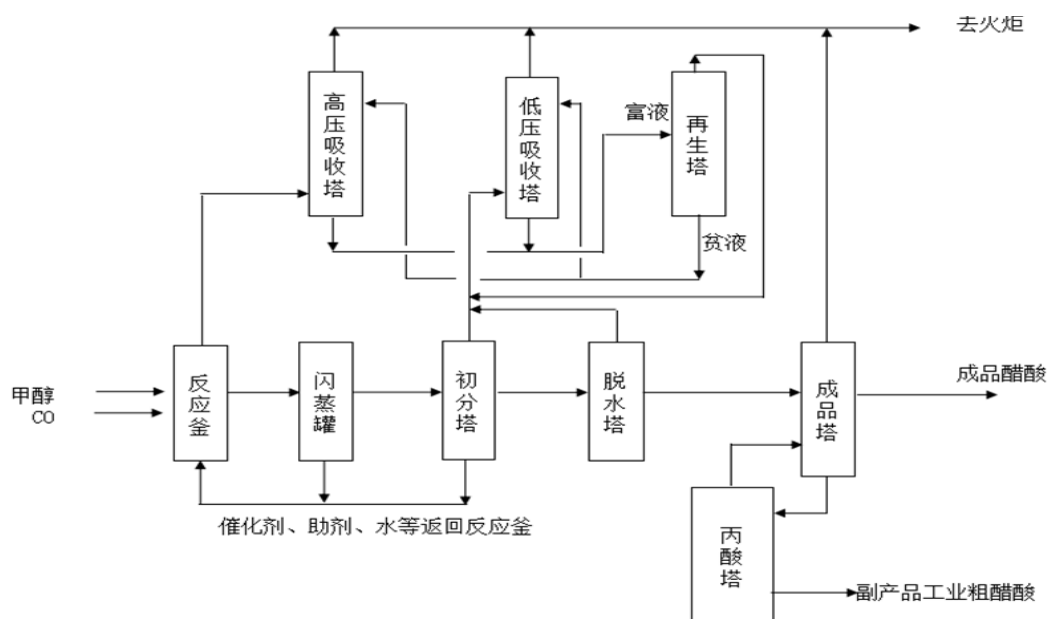 去火炬
高压吸收塔
低压吸收塔
富液
再生塔
贫液
甲醇
CO
反应釜
闪蒸罐
初分塔
脱水塔
成品塔
成品醋酸
催化剂、助剂、水等返回反应釜
丙酸塔
副产品工业粗醋酸